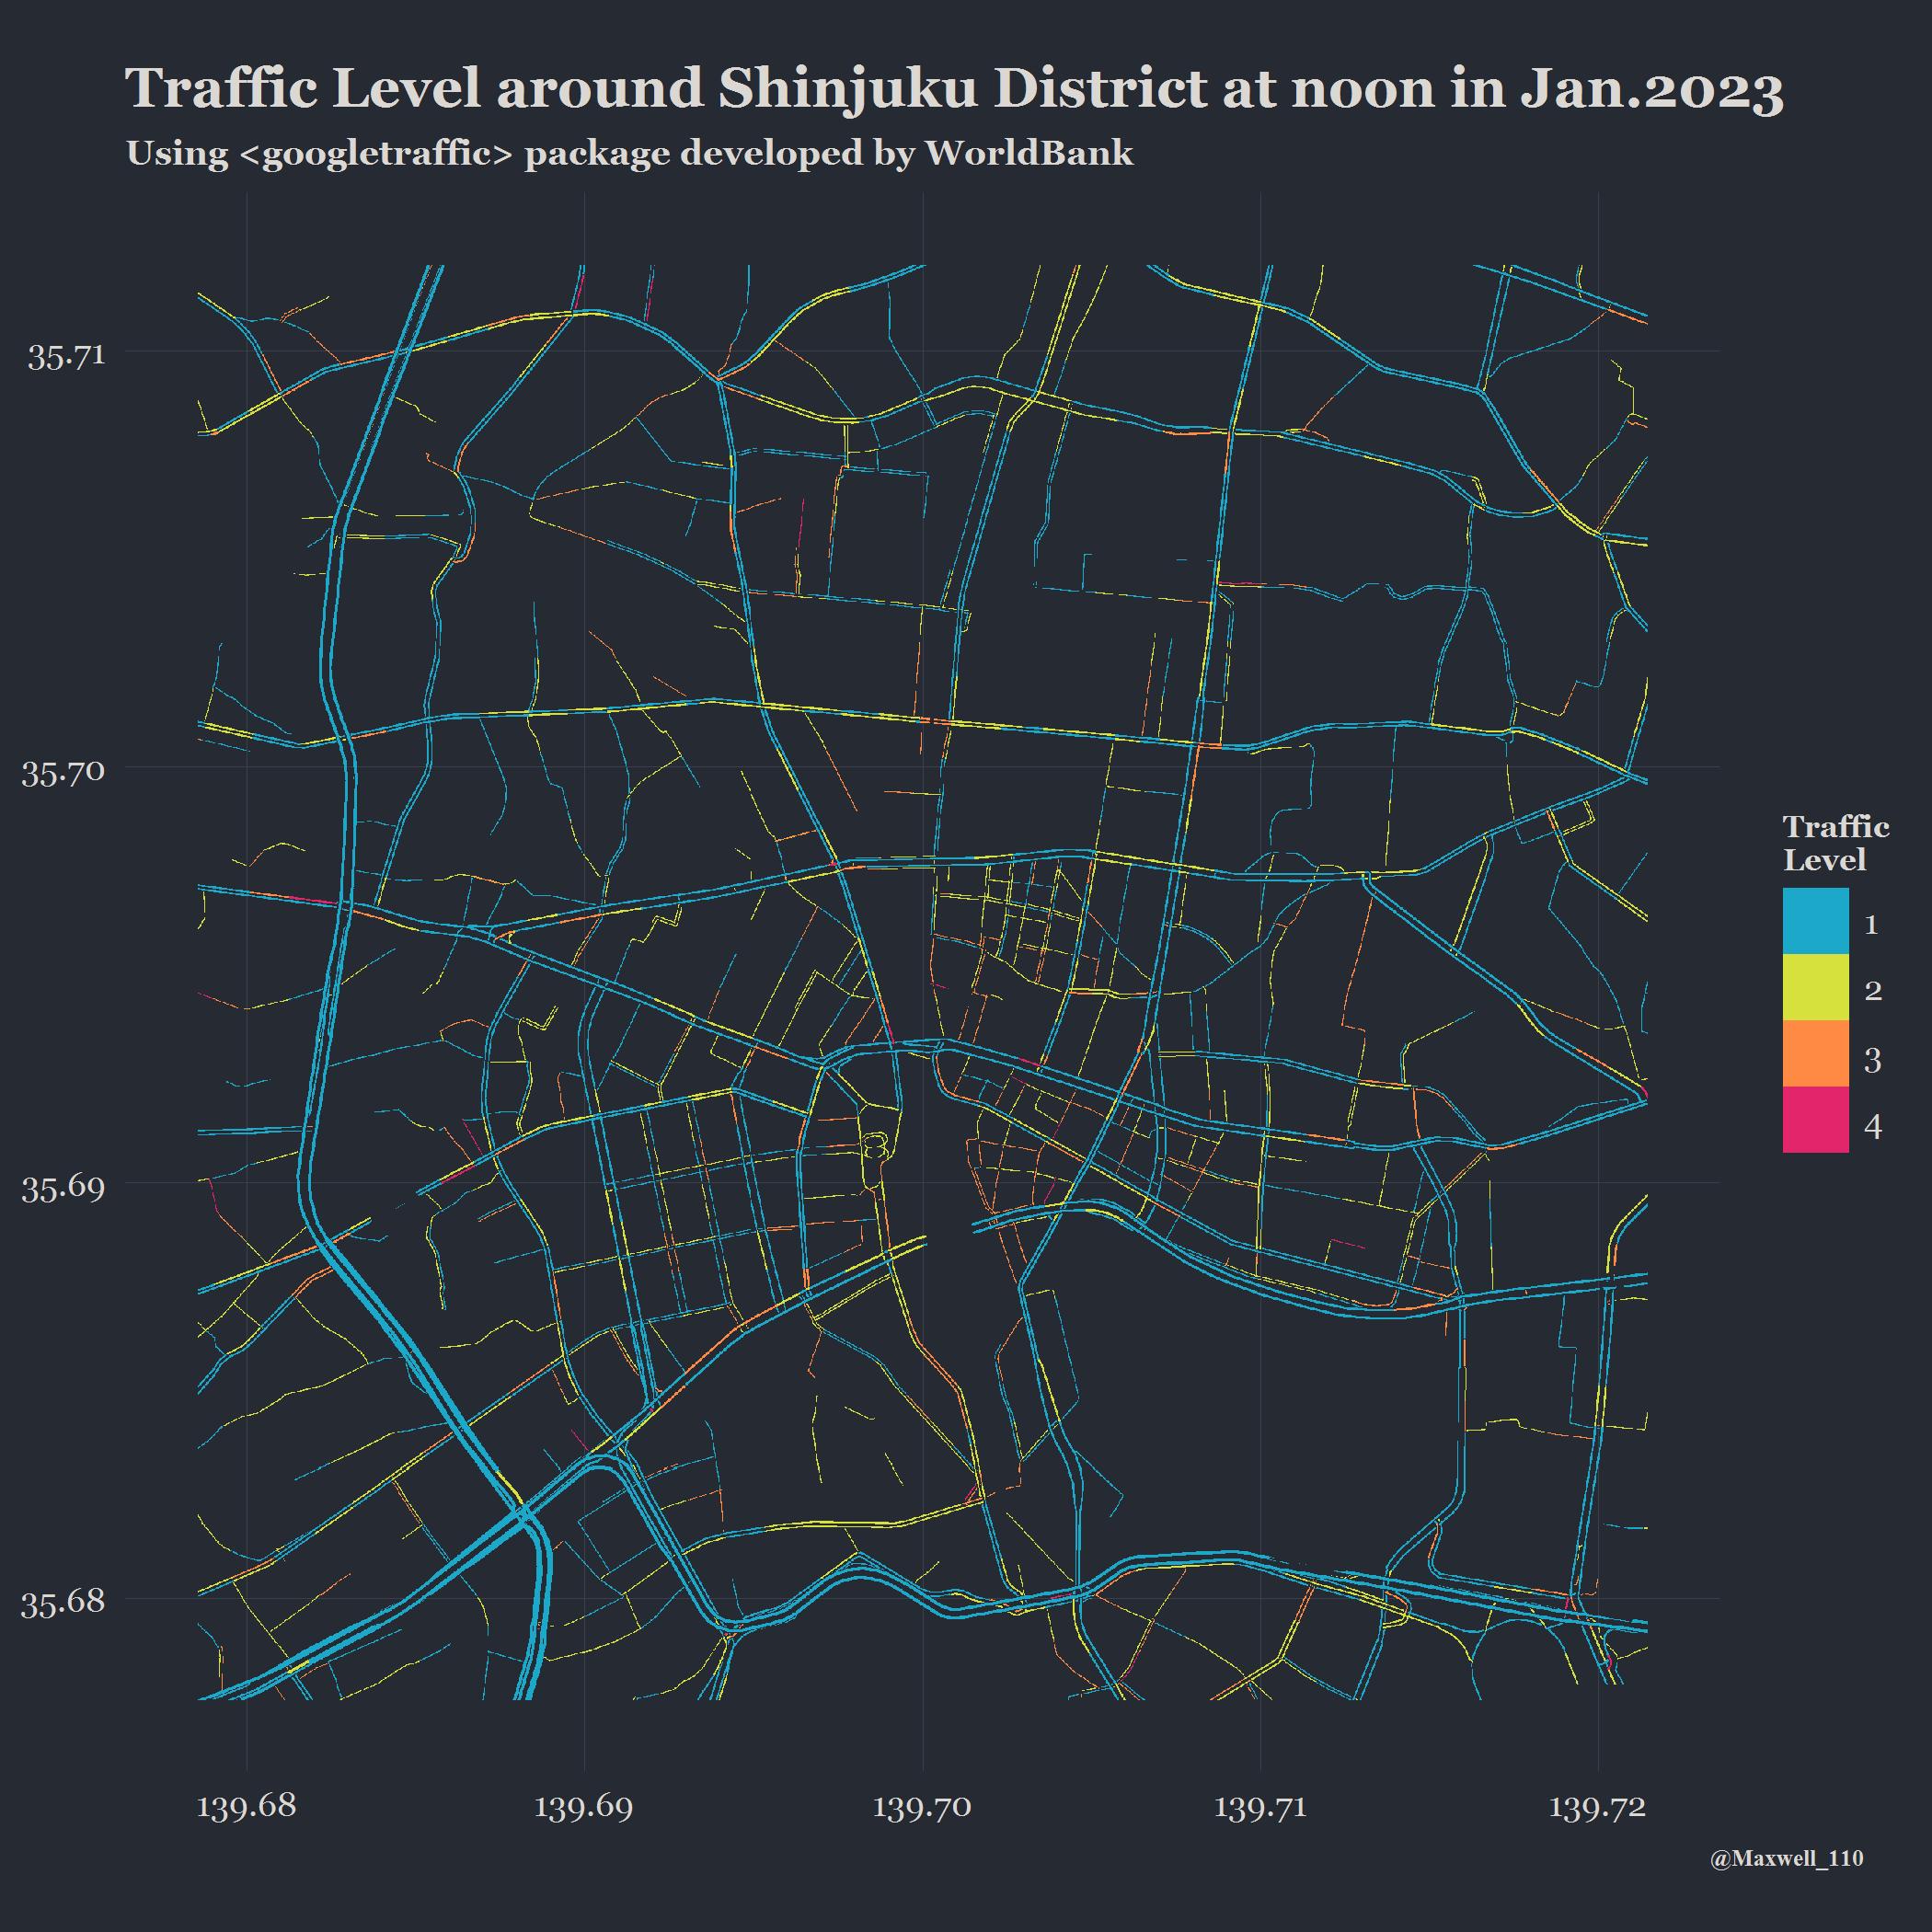 Traffic Level around Shinjuku District at noon in Jan.2023
Using <googletraffic> package developed by WorldBank
35.71
35.70
35.69
35.68
139.68
139.69
139.70
139.71
139.72
Traffic
Level
1
2
3
4
@Maxwell_110